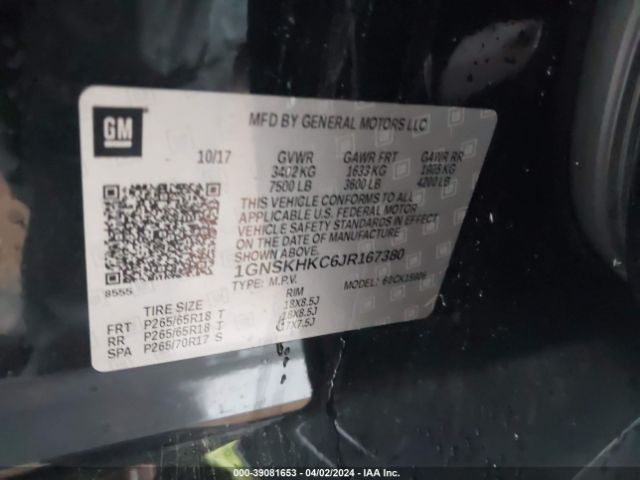 GM
MFD BY GENERAL MOTORS LLC
10/17 GVWR GAWR FRT GAWR RR
3402 KG 1633 KG 1905 KG
7500 LB 3600 LB 4200 LB
THIS VEHICLE CONFORMS TO ALL
APPLICABLE U.S. FEDERAL MOTOR
VEHICLE SAFETY STANDARDS IN EFFECT
ON THE DATE OF MANUFACTURE
SHOWN ABOVE.
1GNSKHKC6JR167380
8555
TYPE: M.P.V. MODEL:
TIRE SIZE RIM
FRT P265/65R18 T 18X8.5J
RR P265/65R18 T 18X8.5J
SPA P265/70R17 S 17X7.5J
000-39081653 - 04/02/2024 - IAA Inc.